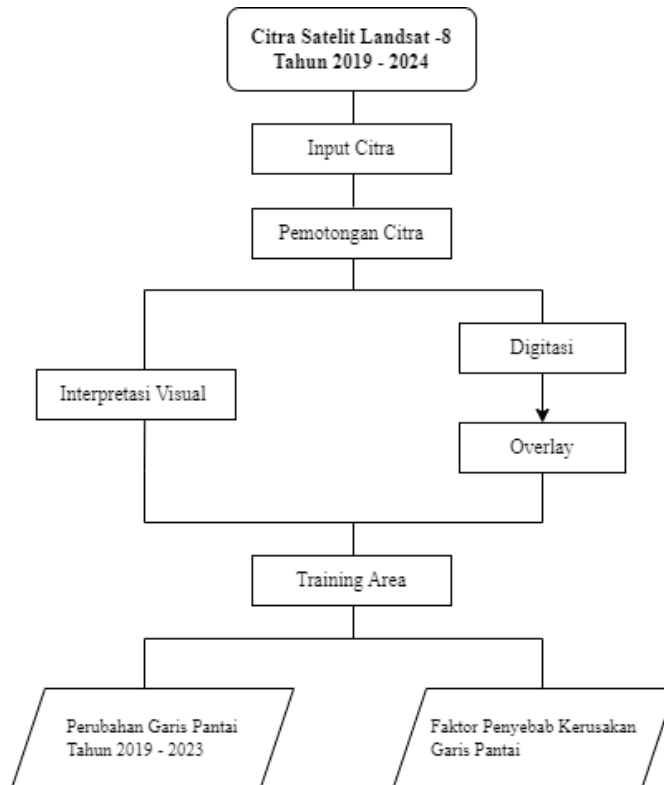 Citra Satelit Landsat -8
Tahun 2019 - 2024
Input Citra
Pemotongan Citra
Interpretasi Visual
Digitasi
Overlay
Training Area
Perubahan Garis Pantai
Tahun 2019 - 2023
Faktor Penyebab Kerusakan
Garis Pantai